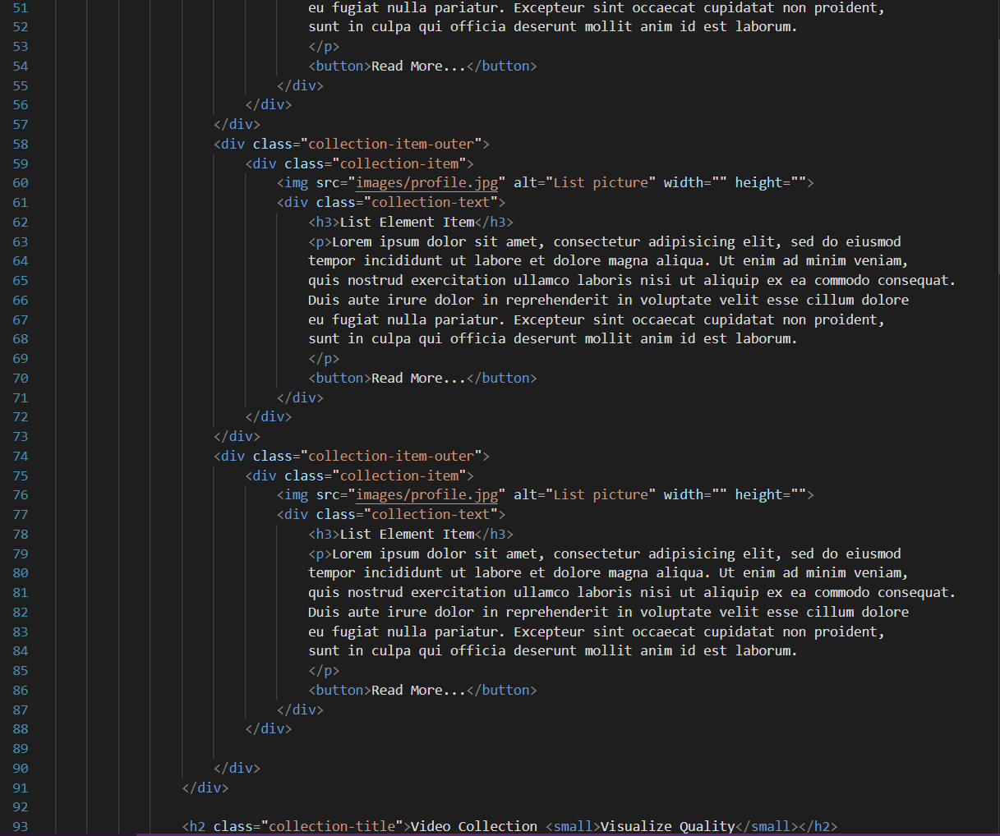 51 eu fugiat nulla pariatur. Excepteur sint occaecat cupidatat non proident,
52 sunt in culpa qui officia deserunt mollit anim id est laborum.
53 </p>
54 <button>Read More...</button>
55 </div>
56 </div>
57 </div>
58 <div class="collection-item-outer">
59 <div class="collection-item">
60 <img src="images/profile.jpg" alt="List picture" width="" height="">
61 <div class="collection-text">
62 <h3>List Element Item</h3>
63 <p>Lorem ipsum dolor sit amet, consectetur adipisicing elit, sed do eiusmod
64 tempor incididunt ut labore et dolore magna aliqua. Ut enim ad minim veniam,
65 quis nostrud exercitation ullamco laboris nisi ut aliquip ex ea commodo consequat.
66 Duis aute irure dolor in reprehenderit in voluptate velit esse cillum dolore
67 eu fugiat nulla pariatur. Excepteur sint occaecat cupidatat non proident,
68 sunt in culpa qui officia deserunt mollit anim id est laborum.
69 </p>
70 <button>Read More...</button>
71 </div>
72 </div>
73 </div>
74 <div class="collection-item-outer">
75 <div class="collection-item">
76 <img src="images/profile.jpg" alt="List picture" width="" height="">
77 <div class="collection-text">
78 <h3>List Element Item</h3>
79 <p>Lorem ipsum dolor sit amet, consectetur adipisicing elit, sed do eiusmod
80 tempor incididunt ut labore et dolore magna aliqua. Ut enim ad minim veniam,
81 quis nostrud exercitation ullamco laboris nisi ut aliquip ex ea commodo consequat.
82 Duis aute irure dolor in reprehenderit in voluptate velit esse cillum dolore
83 eu fugiat nulla pariatur. Excepteur sint occaecat cupidatat non proident,
84 sunt in culpa qui officia deserunt mollit anim id est laborum.
85 </p>
86 <button>Read More...</button>
87 </div>
88 </div>
89
90 </div>
91 </div>
92
93 <h2 class="collection-title">Video Collection <small>Visualize Quality</small></h2>